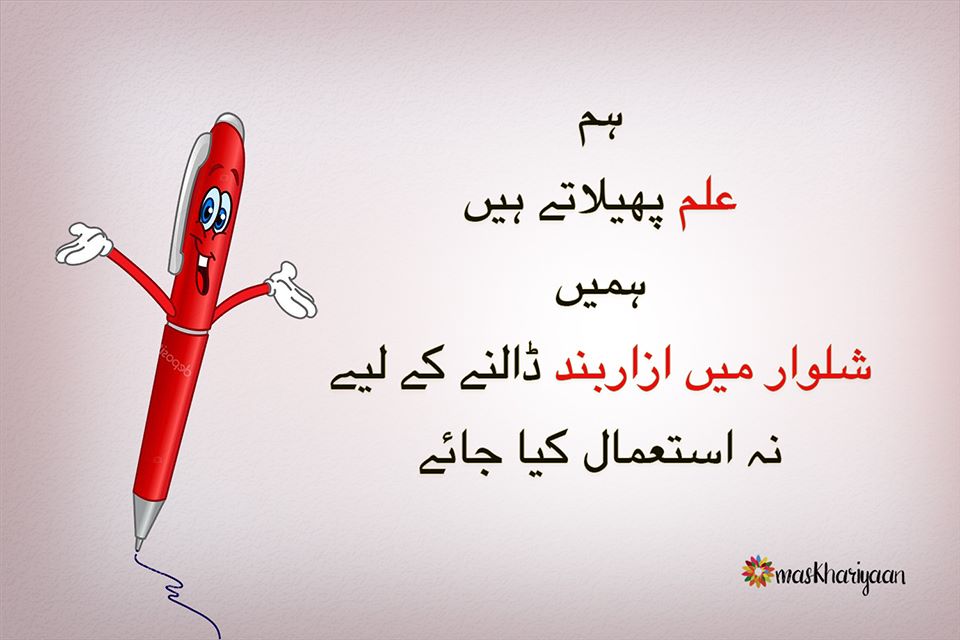 ہم
علم پھیلاتے ہیں
ہمیں
شلوار میں ازاربند ڈالنے کے لیے
نہ استعمال کیا جائے
maskhariyaan